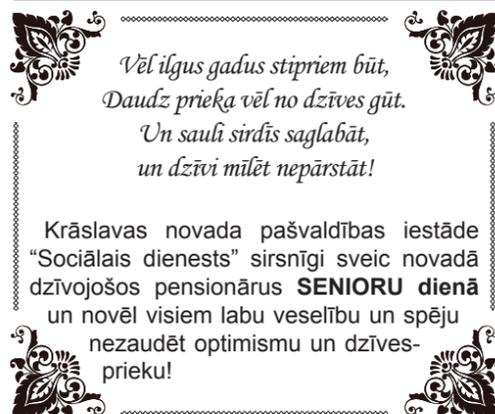 Vēl ilgus gadus stipriem būt,
Daudz prieka vēl no dzīves gūt.
Un sauli sirdīs saglabāt,
un dzīvi mīlēt nepārstāt!
Krāslavas novada pašvaldības iestāde
“Sociālais dienests” sirsnīgi sveic novadā
dzīvojošos pensionārus SENIORU dienā
un novēl visiem labu veselību un spēju
nezaudēt optimismu un dzīves-
prieku!